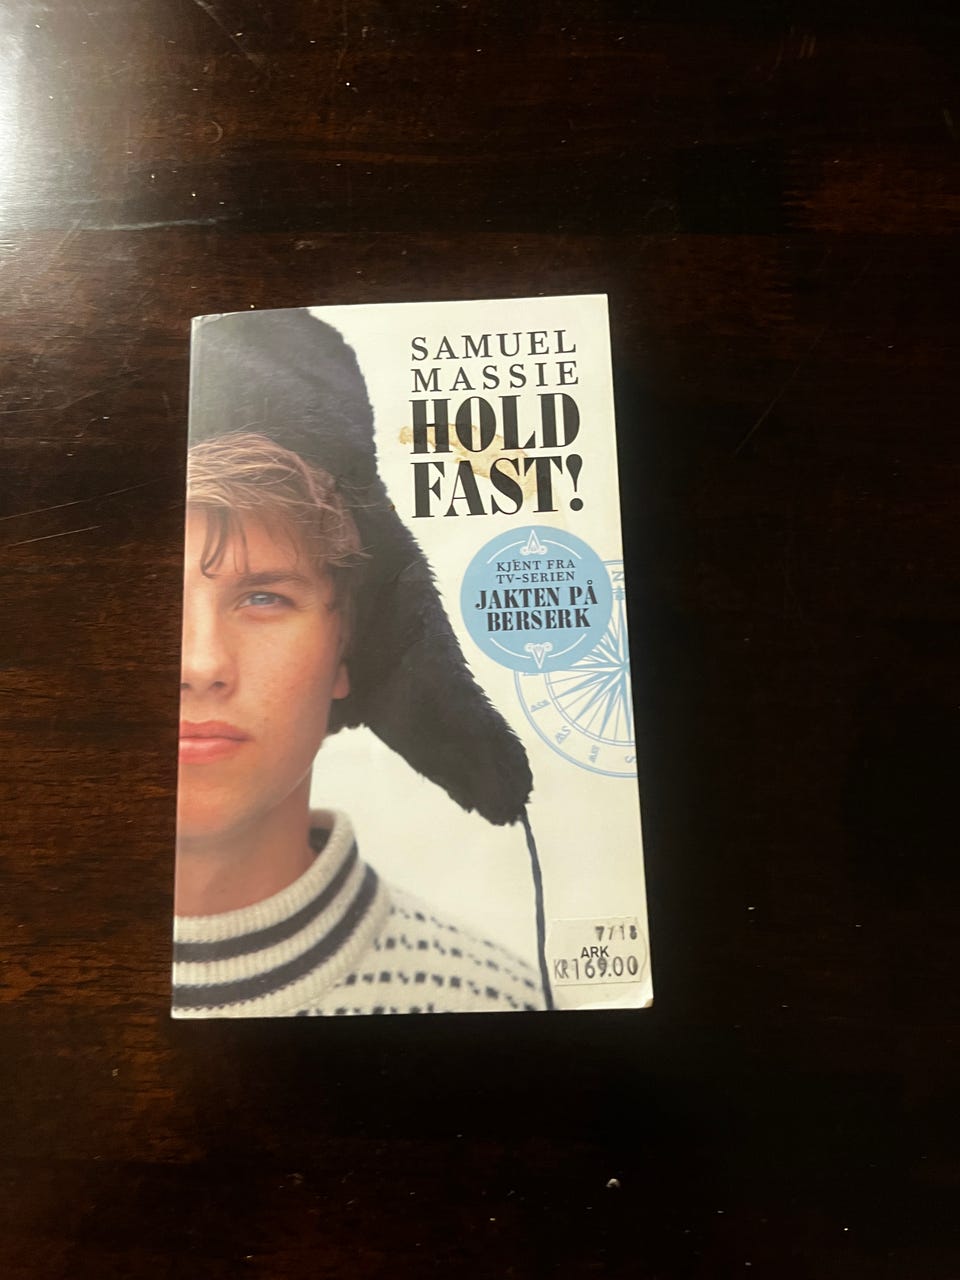 SAMUEL
MASSIE
HOLD
FAST!
KJENT FRA
TV-SERIEN
JAKTEN PÅ
BERSERK
N
S
7/18
ARK
KR169.00